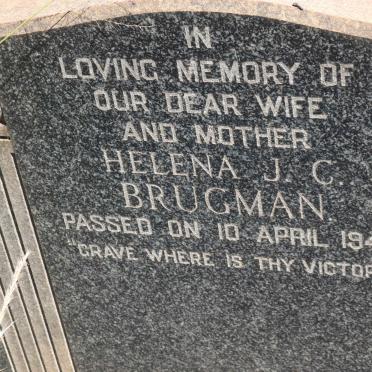 IN
LOVING MEMORY OF
OUR DEAR WIFE
AND MOTHER
HELENA J. C.
BRUGMAN.
PASSED ON 10 APRIL
"GRAVE WHERE IS THY